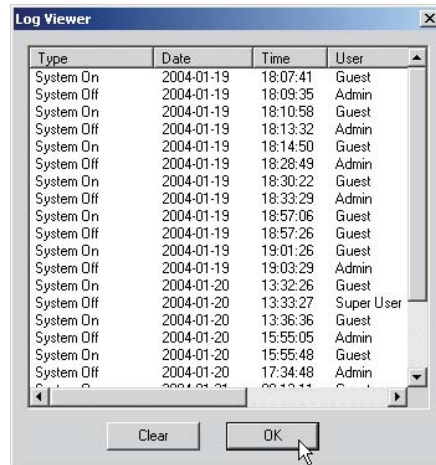 Log Viewer
Type Date Time User
System On 2004-01-19 18:07:41 Guest
System Off 2004-01-19 18:09:35 Admin
System On 2004-01-19 18:10:58 Guest
System Off 2004-01-19 18:13:32 Admin
System On 2004-01-19 18:14:50 Guest
System Off 2004-01-19 18:28:49 Admin
System On 2004-01-19 18:30:22 Guest
System Off 2004-01-19 18:33:29 Admin
System On 2004-01-19 18:57:06 Guest
System Off 2004-01-19 18:57:26 Guest
System On 2004-01-19 19:01:26 Guest
System Off 2004-01-19 19:03:29 Admin
System On 2004-01-20 13:32:26 Guest
System Off 2004-01-20 13:33:27 Super User
System On 2004-01-20 13:36:36 Guest
System Off 2004-01-20 15:55:05 Admin
System On 2004-01-20 15:55:48 Guest
System Off 2004-01-20 17:34:48 Admin
Clear OK